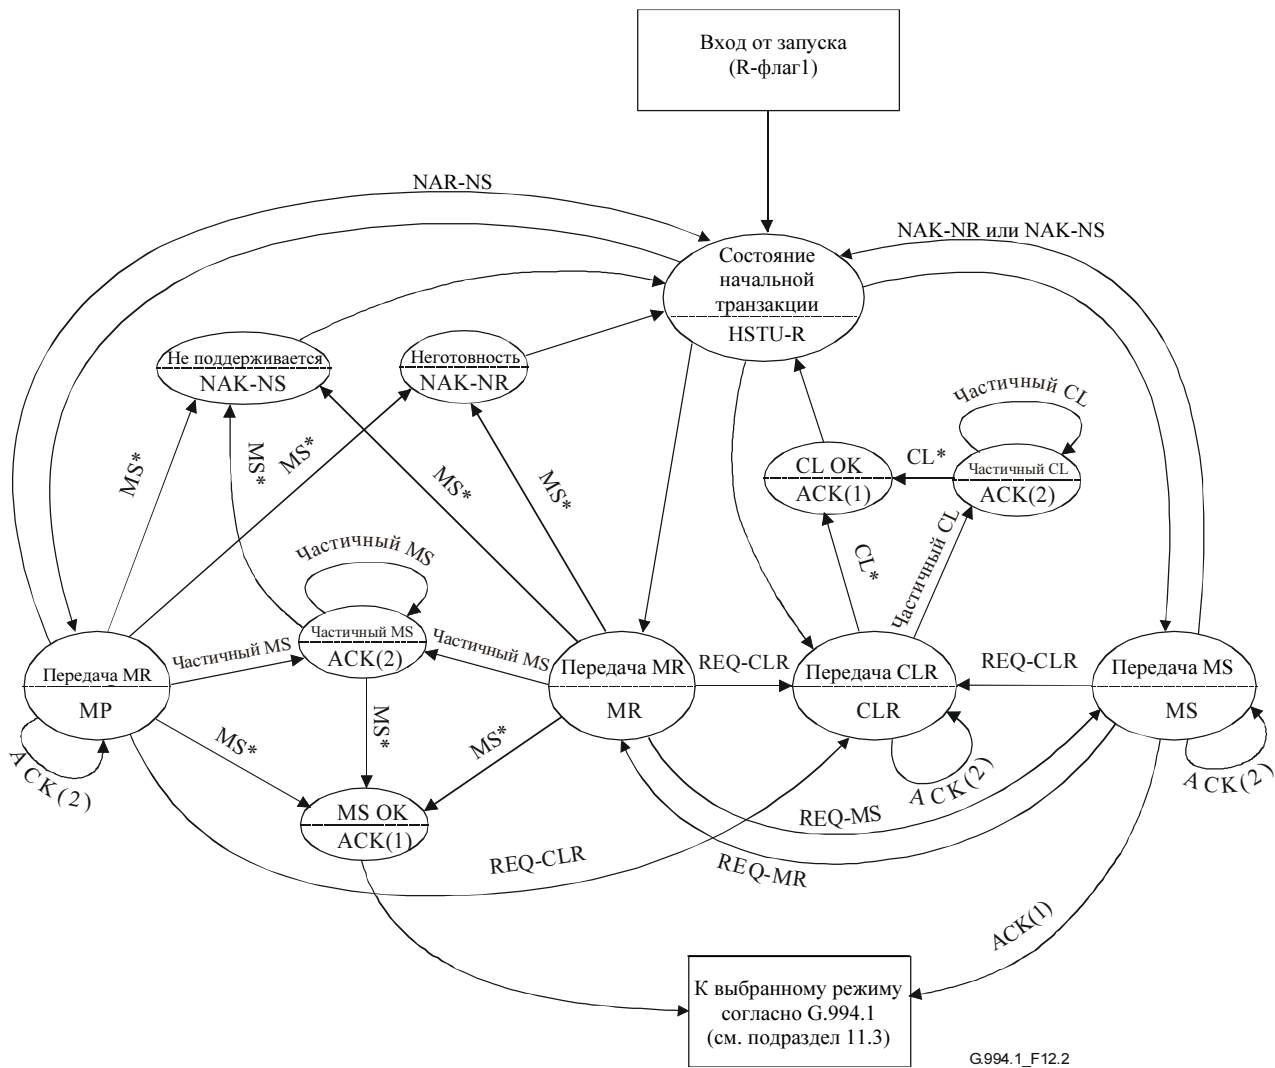 Вход от запуска
(R-флаг1)
NAR-NS
NAK-NR или NAK-NS
Состояние
начальной
транзакции
HSTU-R
Не поддерживается
NAK-NS
Неготовность
NAK-NR
Частичный CL
CL OK
ACK(1)
CL*
Частичный CL
ACK(2)
MS*
MS*
MS*
MS*
MS*
CL*
Частичный CL
Частичный MS
Частичный MS
ACK(2)
Частичный MS
Частичный MS
Передача MR
MP
Передача MR
MR
REQ-CLR
Передача CLR
CLR
REQ-CLR
Передача MS
MS
ACK(2)
MS*
MS*
MS*
ACK(2)
ACK(2)
MS OK
ACK(1)
REQ-MS
REQ-CLR
REQ-MR
ACK(1)
К выбранному режиму
согласно G.994.1
(см. подраздел 11.3)
G.994.1_F12.2